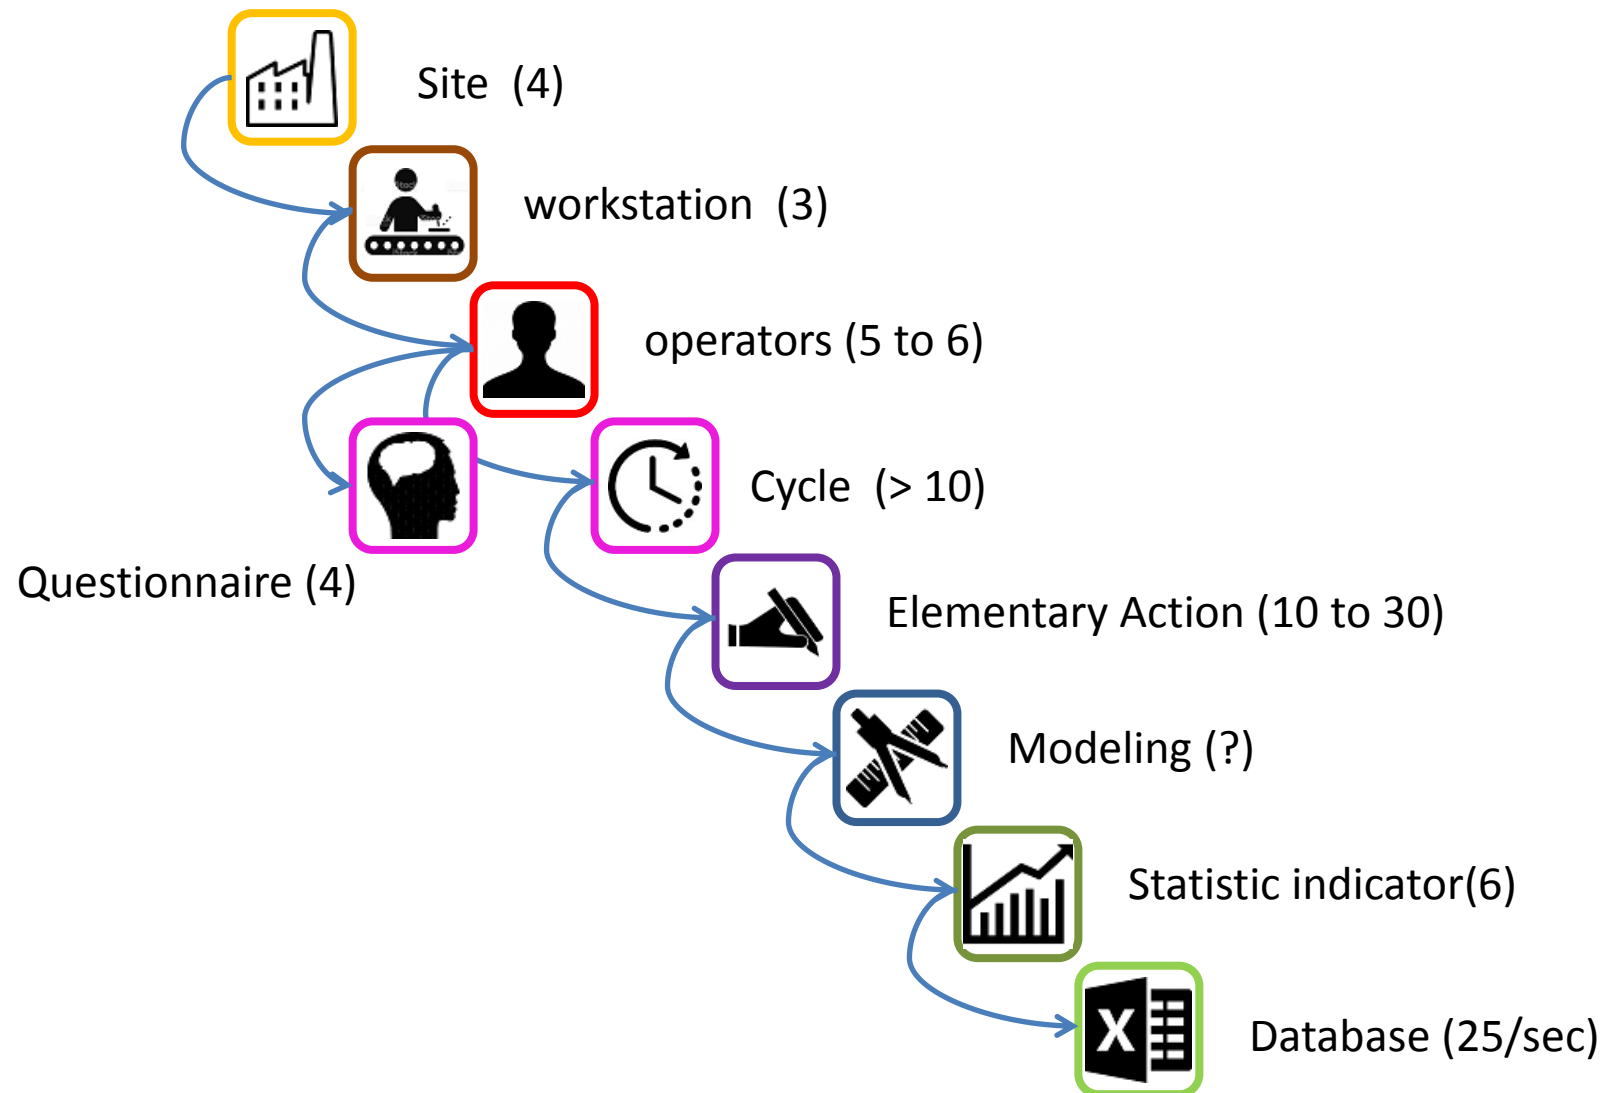 Site (4)
workstation (3)
operators (5 to 6)
Cycle (> 10)
Questionnaire (4)
Elementary Action (10 to 30)
Modeling (?)
Statistic indicator(6)
X
Database (25/sec)